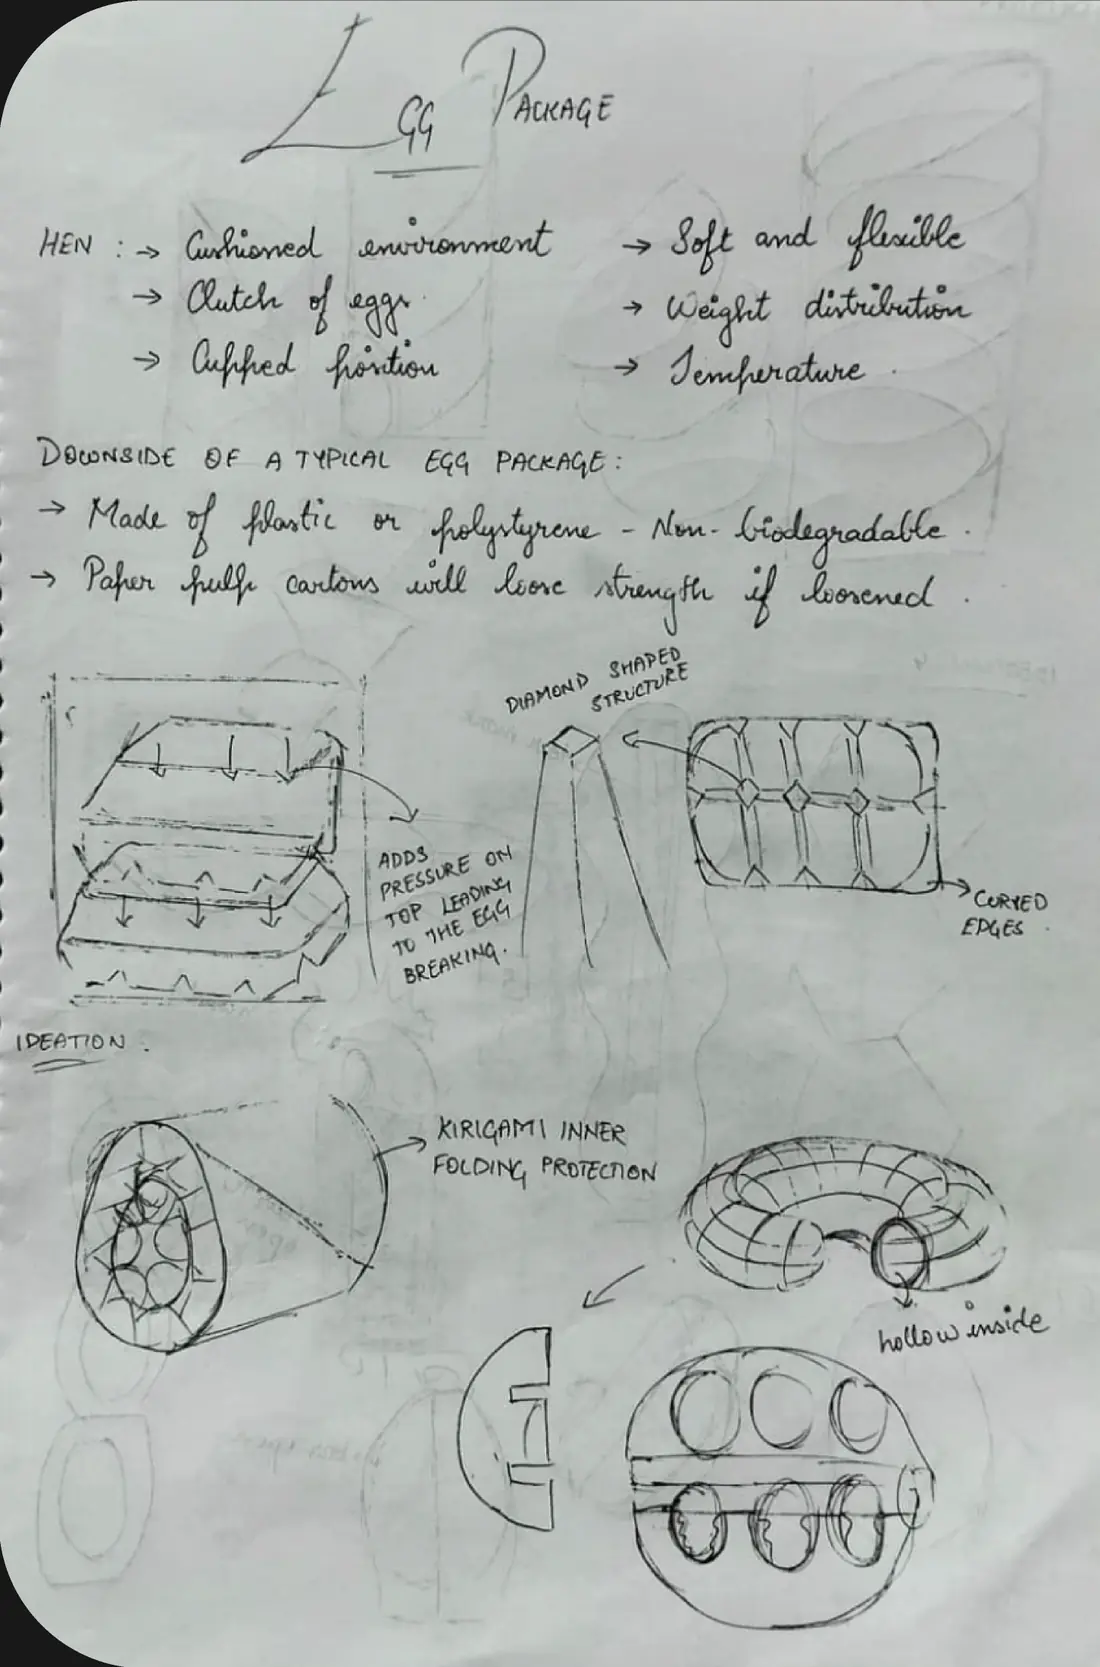 EGG PACKAGE
HEN : → Cushioned environment → Soft and flexible
→ Clutch of eggs. → Weight distribution
→ Cupped position → Temperature.
DOWNSIDE OF A TYPICAL EGG PACKAGE:
→ Made of plastic or polystyrene - Non-biodegradable.
→ Paper pulp cartons will loose strength if loosened.
DIAMOND SHAPED
STRUCTURE
ADDS
PRESSURE ON
TOP LEADING
TO THE EGG
BREAKING.
CURVED
EDGES.
IDEATION.
KIRIGAMI INNER
FOLDING PROTECTION
hollow inside